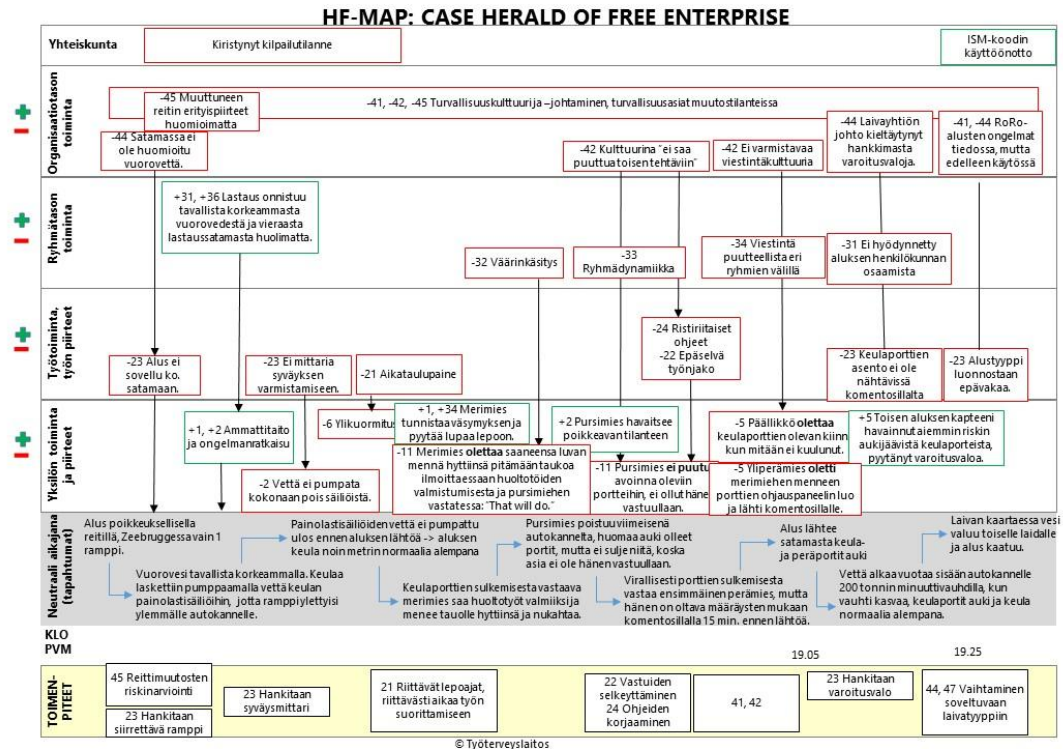 HF-MAP: CASE HERALD OF FREE ENTERPRISE
Yhteiskunta
Kiristynyt kilpailutilanne
ISM-koodin
käyttöönotto
Organisaatiotason
toiminta
-41, -42, -45 Turvallisuuskulttuuri ja –johtaminen, turvallisuusasiat muutostilanteissa
-45 Muuttuneen
reitin erityispiirteet
huomioimatta
-44 Satamassa ei
ole huomioitu
vuorovettä.
-42 Kulttuurina "ei saa
puuttua toisen tehtäviin"
-42 Ei varmistavaa
viestintäkulttuuria
-44 Laivayhtiön
johto kieltäytynyt
hankkimasta
varoitusvaloja.
-41, -44 RoRo-
alusten ongelmat
tiedossa, mutta
edelleen käytössä
Ryhmätason
toiminta
+31, +36 Lastaus onnistuu
tavallista korkeammasta
vuorovedestä ja vieraasta
lastaussatamasta huolimatta.
-32 Väärinkäsitys
-33
Ryhmädynamiikka
-34 Viestintä
puutteellista eri
ryhmien välillä
-31 Ei hyödynnetty
aluksen henkilökunnan
osaamista
Työtoiminta,
työn piirteet
-23 Alus ei
sovellu ko.
satamaan.
-23 Ei mittaria
syväyksen
varmistamiseen.
-21 Aikataulupaine
-24 Ristiriitaiset
ohjeet
-22 Epäselvä
työnjako
-23 Keulaporttien
asento ei ole
nähtävissä
komentosillalta
-23 Alustyyppi
luonnostaan
epävakaa.
Yksilön toiminta
ja piirteet
+1, +2 Ammattitaito
ja ongelmanratkaisu
-2 Vettä ei pumpata
kokonaan pois säiliöistä.
-6 Ylikuormitus
+1, +34 Merimies
tunnistaa väsymyksen ja
pyytää lupaa lepoon.
-11 Merimies olettaa saaneensa luvan
mennä hyttiinsä pitämään taukoa
ilmoittaessaan huoltotöiden
valmistumisesta ja pursimiehen
vastatessa: "That will do."
+2 Pursimies havaitsee
poikkeavan tilanteen
-11 Pursimies ei puutu
avoinna oleviin
portteihin, ei ollut hänen
vastuullaan.
-5 Päällikkö olettaa
keulaporttien olevan kiinni
kun mitään ei kuulunut.
-5 Yliperämies oletti
merimiehen menneen
porttien ohjauspaneelin luo
ja lähti komentosillalle.
+5 Toisen aluksen kapteeni
havainnut aiemmin riskin
aukijäävistä keulaporteista,
pyytänyt varoitusvaloa.
Neutraali aikajana
(tapahtumat)
Alus poikkeuksellisella
reitillä, Zeebruggessa vain 1
ramppi.
Vuorovesi tavallista korkeammalla. Keulaa
laskettiin pumppaamalla vettä keulan
painolastisäiliöihin, jotta ramppi ylettyisi
ylemmälle autokannelle.
Painolastisäiliöiden vettä ei pumpattu
ulos ennen aluksen lähtöä -> aluksen
keula noin metrin normaalia alempana
Keulaporttien sulkemisesta vastaava
merimies saa huoltotyöt valmiiksi ja
menee tauolle hyttiinsä ja nukahtaa.
Pursimies poistuu viimeisenä
autokannelta, huomaa auki olleet
portit, mutta ei sulje niitä, koska
asia ei ole hänen vastuullaan.
Virallisesti porttien sulkemisesta
vastaa ensimmäinen perämies, mutta
hänen on oltava määräysten mukaan
komentosillalla 15 min. ennen lähtöä.
Alus lähtee
satamasta keula-
ja peräportit auki
Vettä alkaa vuotaa sisään autokannelle
200 tonnin minuuttivauhdilla, kun
vauhti kasvaa, keulaportit auki ja keula
normaalia alempana.
Laivan kaartaessa vesi
valuu toiselle laidalle
ja alus kaatuu.
KLO
PVM
19.05
19.25
TOIMEN-
PITEET
45 Reittimuutosten
riskinarviointi
23 Hankitaan
siirrettävä ramppi
23 Hankitaan
syväysmittari
21 Riittävät lepoajat,
riittävästi aikaa työn
suorittamiseen
22 Vastuiden
selkeyttäminen
24 Ohjeiden
korjaaminen
41, 42
23 Hankitaan
varoitusvalo
44, 47 Vaihtaminen
soveltuvaan
laivatyyppiin
© Työterveyslaitos